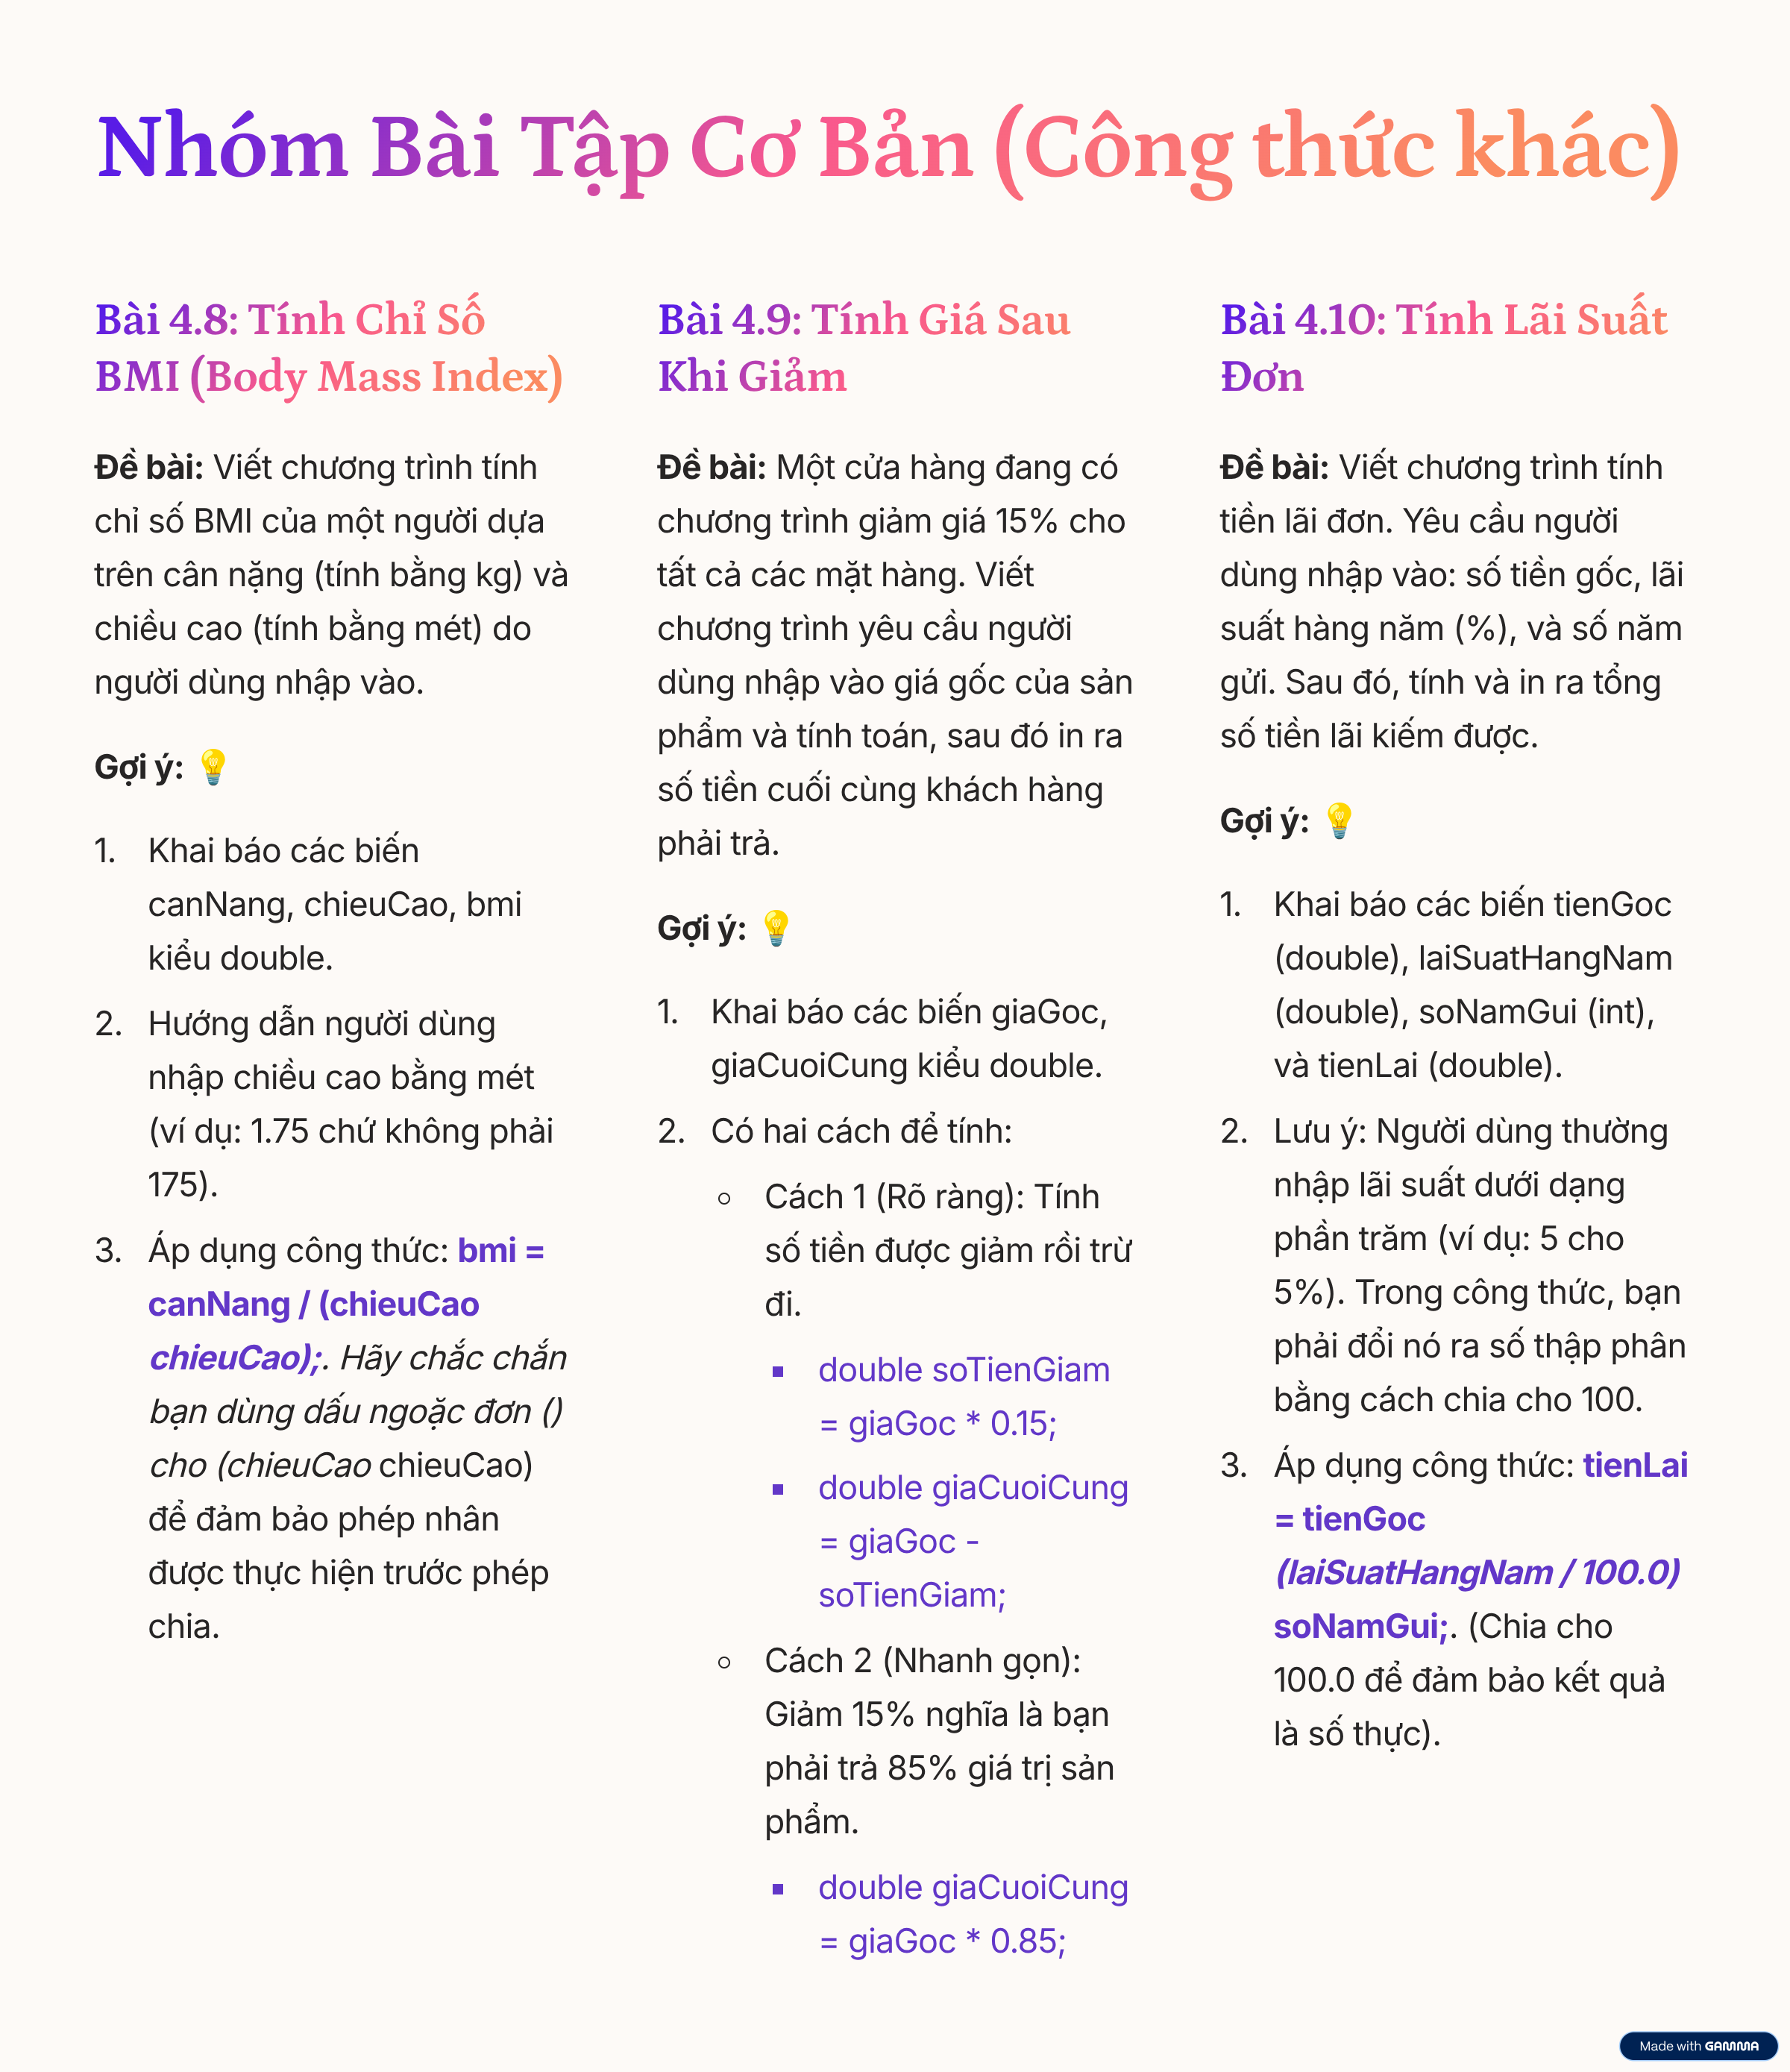 Nhóm Bài Tập Cơ Bản (Công thức khác)
Bài 4.8: Tính Chỉ Số
BMI (Body Mass Index)
Đề bài: Viết chương trình tính
chỉ số BMI của một người dựa
trên cân nặng (tính bằng kg) và
chiều cao (tính bằng mét) do
người dùng nhập vào.
Gợi ý: 💡
1. Khai báo các biến
canNang, chieuCao, bmi
kiểu double.
2. Hướng dẫn người dùng
nhập chiều cao bằng mét
(ví dụ: 1.75 chứ không phải
175).
3. Áp dụng công thức: bmi =
canNang / (chieuCao
chieuCao);. Hãy chắc chắn
bạn dùng dấu ngoặc đơn ()
cho (chieuCao chieuCao)
để đảm bảo phép nhân
được thực hiện trước phép
chia.
Bài 4.9: Tính Giá Sau
Khi Giảm
Đề bài: Một cửa hàng đang có
chương trình giảm giá 15% cho
tất cả các mặt hàng. Viết
chương trình yêu cầu người
dùng nhập vào giá gốc của sản
phẩm và tính toán, sau đó in ra
số tiền cuối cùng khách hàng
phải trả.
Gợi ý: 💡
1. Khai báo các biến giaGoc,
giaCuoiCung kiểu double.
2. Có hai cách để tính:
◦ Cách 1 (Rõ ràng): Tính
số tiền được giảm rồi trừ
đi.
▪ double soTienGiam
= giaGoc * 0.15;
▪ double giaCuoiCung
= giaGoc -
soTienGiam;
◦ Cách 2 (Nhanh gọn):
Giảm 15% nghĩa là bạn
phải trả 85% giá trị sản
phẩm.
▪ double giaCuoiCung
= giaGoc * 0.85;
Bài 4.10: Tính Lãi Suất
Đơn
Đề bài: Viết chương trình tính
tiền lãi đơn. Yêu cầu người
dùng nhập vào: số tiền gốc, lãi
suất hàng năm (%), và số năm
gửi. Sau đó, tính và in ra tổng
số tiền lãi kiếm được.
Gợi ý: 💡
1. Khai báo các biến tienGoc
(double), laiSuatHangNam
(double), soNamGui (int),
và tienLai (double).
2. Lưu ý: Người dùng thường
nhập lãi suất dưới dạng
phần trăm (ví dụ: 5 cho
5%). Trong công thức, bạn
phải đổi nó ra số thập phân
bằng cách chia cho 100.
3. Áp dụng công thức: tienLai
= tienGoc
(laiSuatHangNam / 100.0)
soNamGui;. (Chia cho
100.0 để đảm bảo kết quả
là số thực).
Made with GAMMA